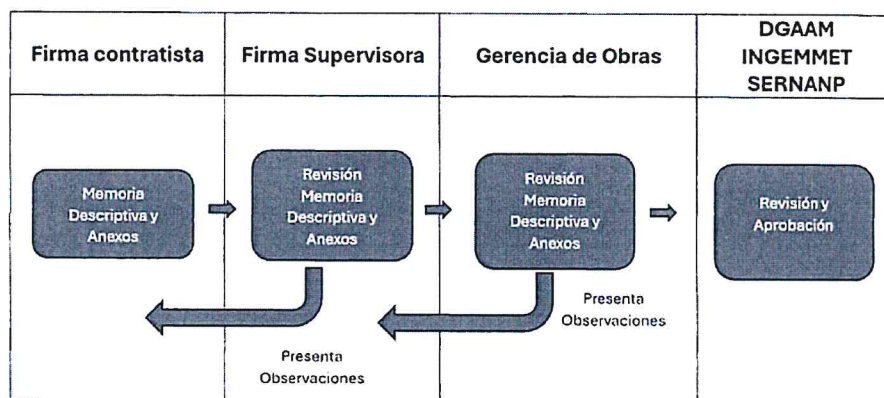 Firma contratista
Firma Supervisora
Gerencia de Obras
DGAAM
INGEMMET
SERNANP
Memoria
Descriptiva y
Anexos
Revisión
Memoria
Descriptiva y
Anexos
Revisión
Memoria
Descriptiva y
Anexos
Revisión y
Aprobación
Presenta
Observaciones
Presenta
Observaciones